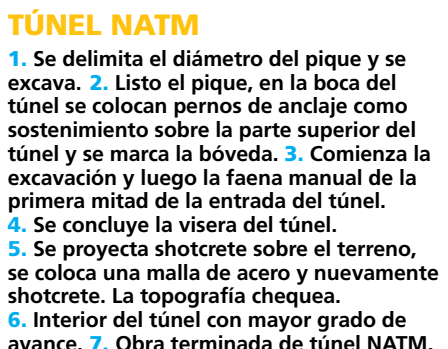 TÚNEL NATM
1. Se delimita el diámetro del pique y se
excava. 2. Listo el pique, en la boca del
túnel se colocan pernos de anclaje como
sostenimiento sobre la parte superior del
túnel y se marca la bóveda. 3. Comienza la
excavación y luego la faena manual de la
primera mitad de la entrada del túnel.
4. Se concluye la visera del túnel.
5. Se proyecta shotcrete sobre el terreno,
se coloca una malla de acero y nuevamente
shotcrete. La topografía chequea.
6. Interior del túnel con mayor grado de
avance. 7. Obra terminada de túnel NATM.